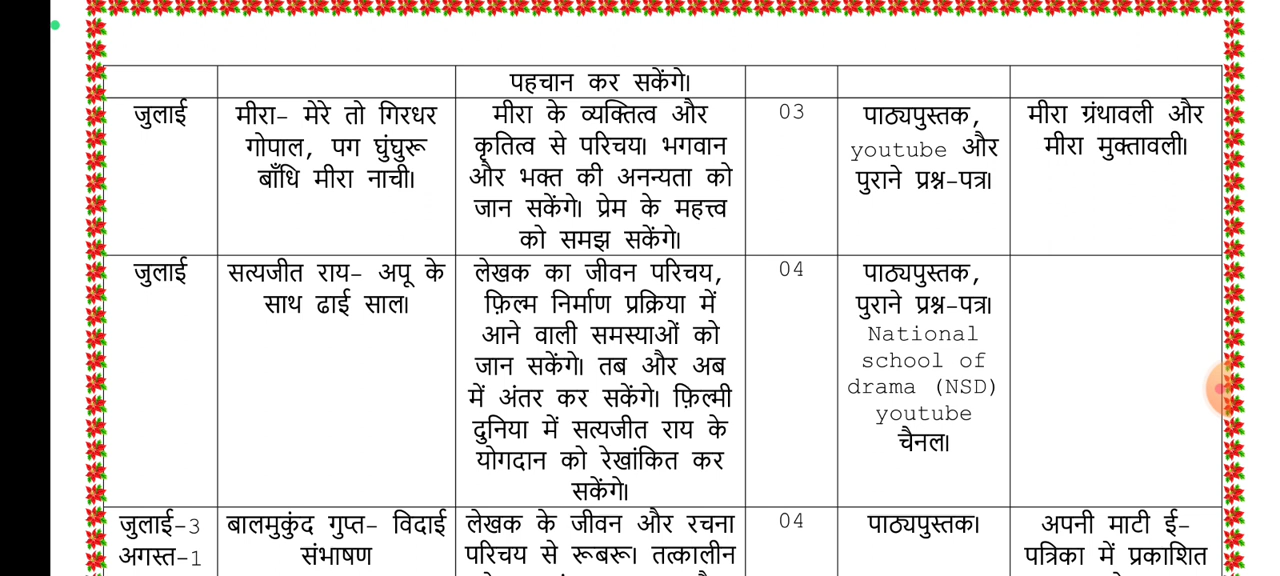 पहचान कर सकेंगे।
जुलाई
मीरा- मेरे तो गिरधर
गोपाल, पग घुंघुरू
बाँधि मीरा नाची।
मीरा के व्यक्तित्व और
कृतित्व से परिचय। भगवान
और भक्त की अनन्यता को
जान सकेंगे। प्रेम के महत्त्व
को समझ सकेंगे।
03
पाठ्यपुस्तक,
youtube और
पुराने प्रश्न-पत्र।
मीरा ग्रंथावली और
मीरा मुक्तावली।
जुलाई
सत्यजीत राय- अपू के
साथ ढाई साल।
लेखक का जीवन परिचय,
फ़िल्म निर्माण प्रक्रिया में
आने वाली समस्याओं को
जान सकेंगे। तब और अब
में अंतर कर सकेंगे। फ़िल्मी
दुनिया में सत्यजीत राय के
योगदान को रेखांकित कर
सकेंगे।
04
पाठ्यपुस्तक,
पुराने प्रश्न-पत्र।
National
school of
drama (NSD)
youtube
चैनल।
जुलाई-3
अगस्त-1
बालमुकुंद गुप्त- विदाई
संभाषण
लेखक के जीवन और रचना
परिचय से रूबरू। तत्कालीन
04
पाठ्यपुस्तक।
अपनी माटी ई-
पत्रिका में प्रकाशित